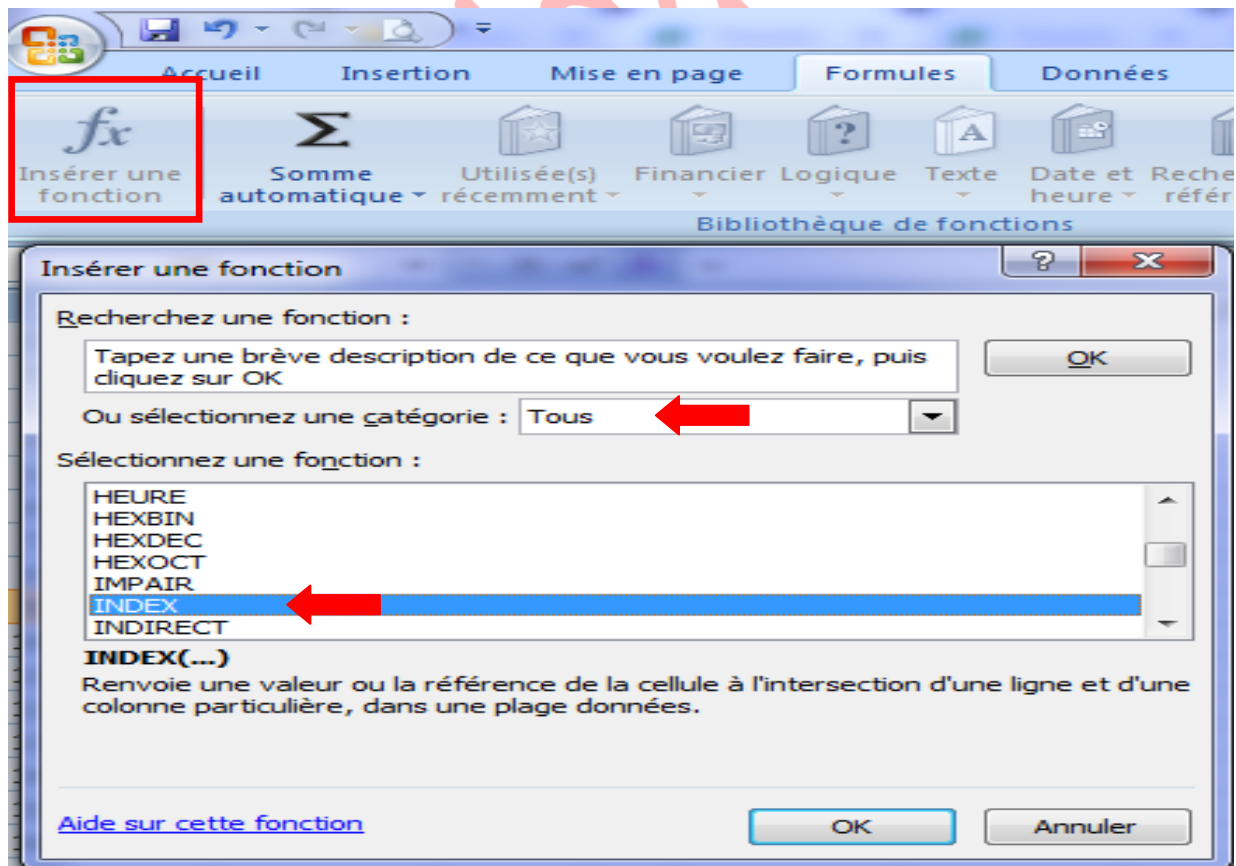 Accueil Insertion Mise en page Formules Données
fx
Σ
Insérer une fonction
Somme automatique
Utilisée(s) récemment
Financier
Logique
Texte
Date et heure
Bibliothèque de fonctions
Insérer une fonction
Recherchez une fonction :
Tapez une brève description de ce que vous voulez faire, puis
cliquez sur OK
OK
Ou sélectionnez une catégorie : Tous
Sélectionnez une fonction :
HEURE
HEXBIN
HEXDEC
HEXOCT
IMPAIR
INDEX
INDIRECT
INDEX(...)
Renvoie une valeur ou la référence de la cellule à l'intersection d'une ligne et d'une
colonne particulière, dans une plage données.
Aide sur cette fonction
OK Annuler